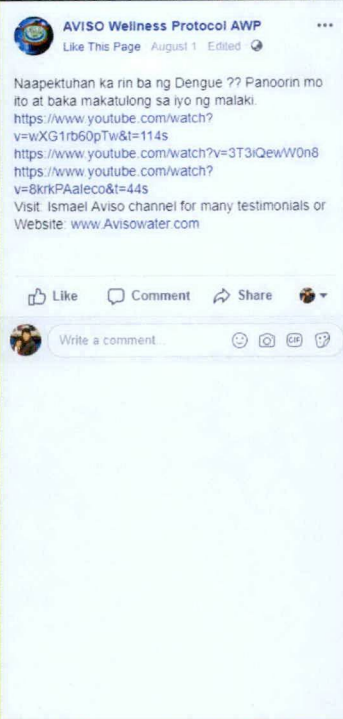 AVISO Wellness Protocol AWP
Like This Page August 1 Edited
Naapektuhan ka rin ba ng Dengue ?? Panoorin mo
ito at baka makatulong sa iyo ng malaki.
https://www.youtube.com/watch?
v=wXG1rb60pTw&t=114s
https://www.youtube.com/watch?v=3T3iQewW0n8
https://www.youtube.com/watch?
v=8krkPAaleco&t=44s
Visit: Ismael Aviso channel for many testimonials or
Website: www.Avisowater.com
Like Comment Share
Write a comment...
GIF